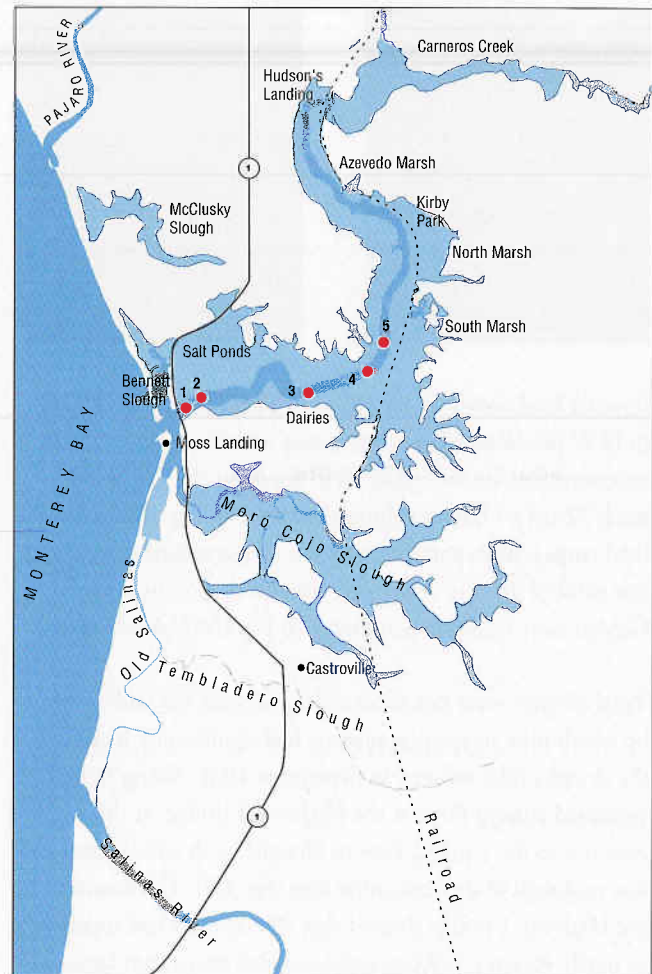 Carneros Creek
Hudson's
Landing
PAJARO RIVER
1
Azevedo Marsh
McClusky
Slough
Kirby
Park
North Marsh
South Marsh
5
Salt Ponds
4
Bennett
Slough
1
2
3
Dairies
Moss Landing
MONTEREY BAY
Moro Cojo Slough
Old Salinas
Castroville
Tembladero Slough
1
Railroad
Salinas River